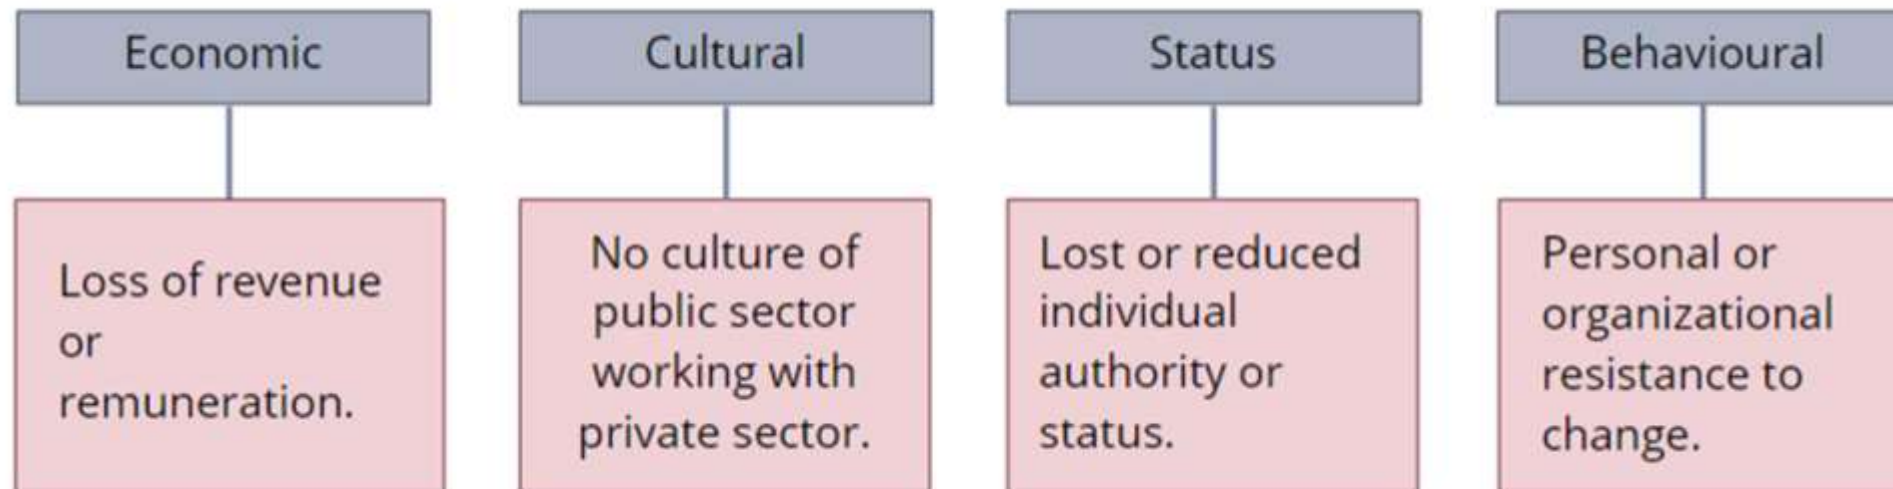 Economic
Loss of revenue
or
remuneration.
Cultural
No culture of
public sector
working with
private sector.
Status
Lost or reduced
individual
authority or
status.
Behavioural
Personal or
organizational
resistance to
change.